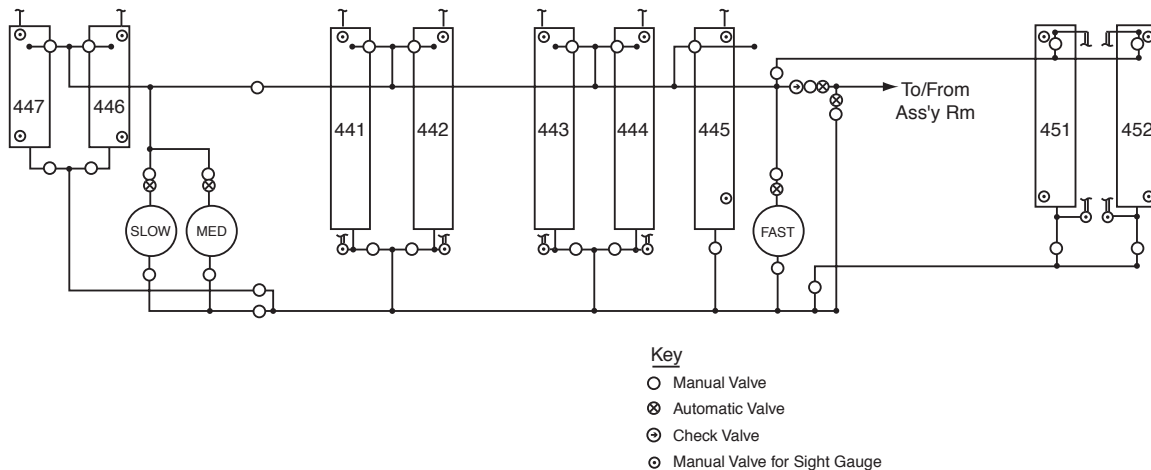 447
446
441
442
443
444
445
451
452
To/From
Ass'y Rm
SLOW
MED
FAST
Key
Manual Valve
Automatic Valve
Check Valve
Manual Valve for Sight Gauge